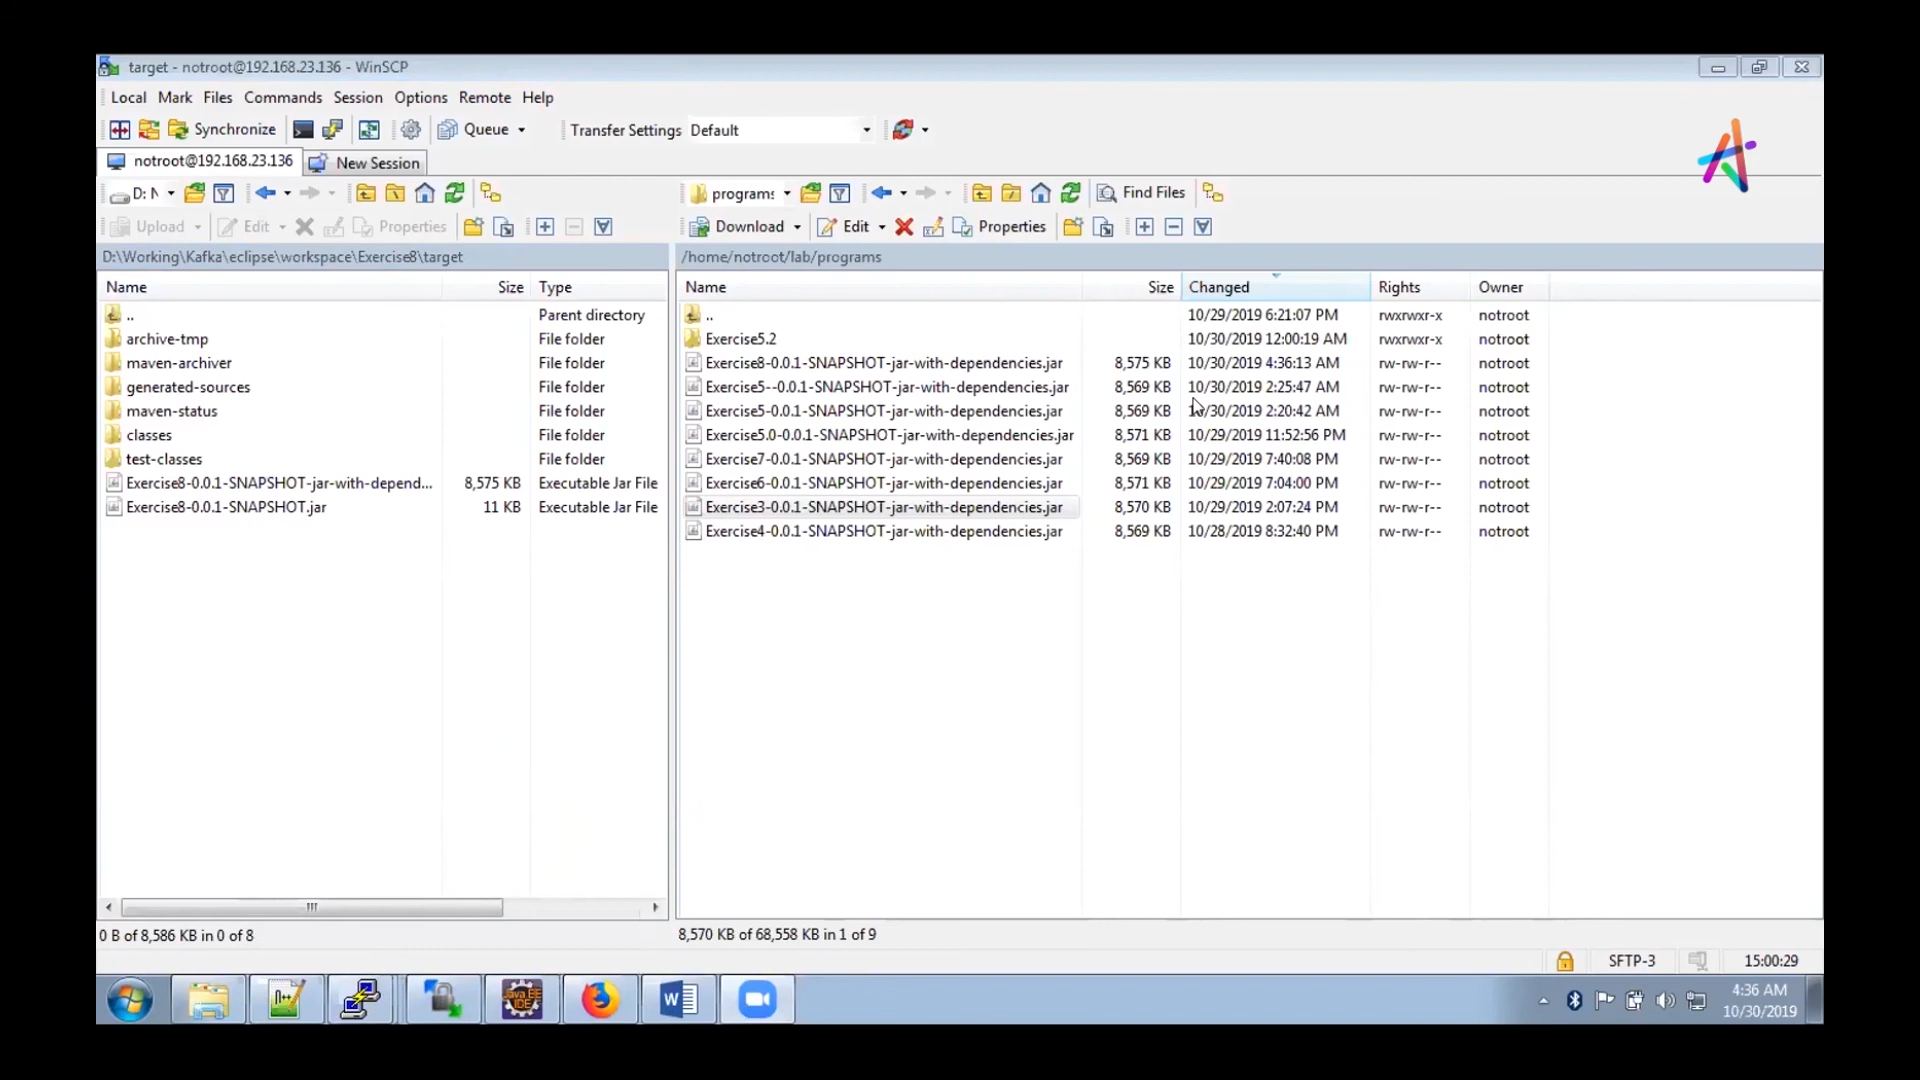 target - notroot@192.168.23.136 - WinSCP
Local Mark Files Commands Session Options Remote Help
Synchronize Queue Transfer Settings Default
notroot@192.168.23.136 New Session
D: programs Find Files
Upload Edit Properties Download Edit Properties
D:\Working\Kafka\eclipse\workspace\Exercise8\target /home/notroot/lab/programs
Name Size Type Name Size Changed Rights Owner
.. Parent directory .. 10/29/2019 6:21:07 PM rwxrwxr-x notroot
archive-tmp File folder Exercise5.2 10/30/2019 12:00:19 AM rwxrwxr-x notroot
maven-archiver File folder Exercise8-0.0.1-SNAPSHOT-jar-with-dependencies.jar 8,575 KB 10/30/2019 4:36:13 AM rw-rw-r-- notroot
generated-sources File folder Exercise5--0.0.1-SNAPSHOT-jar-with-dependencies.jar 8,569 KB 10/30/2019 2:25:47 AM rw-rw-r-- notroot
maven-status File folder Exercise5-0.0.1-SNAPSHOT-jar-with-dependencies.jar 8,569 KB 10/30/2019 2:20:42 AM rw-rw-r-- notroot
classes File folder Exercise5.0-0.0.1-SNAPSHOT-jar-with-dependencies.jar 8,571 KB 10/29/2019 11:52:56 PM rw-rw-r-- notroot
test-classes File folder Exercise7-0.0.1-SNAPSHOT-jar-with-dependencies.jar 8,569 KB 10/29/2019 7:40:08 PM rw-rw-r-- notroot
Exercise8-0.0.1-SNAPSHOT-jar-with-depend... 8,575 KB Executable Jar File Exercise6-0.0.1-SNAPSHOT-jar-with-dependencies.jar 8,571 KB 10/29/2019 7:04:00 PM rw-rw-r-- notroot
Exercise8-0.0.1-SNAPSHOT.jar 11 KB Executable Jar File Exercise3-0.0.1-SNAPSHOT-jar-with-dependencies.jar 8,570 KB 10/29/2019 2:07:24 PM rw-rw-r-- notroot
Exercise4-0.0.1-SNAPSHOT-jar-with-dependencies.jar 8,569 KB 10/28/2019 8:32:40 PM rw-rw-r-- notroot
0 B of 8,586 KB in 0 of 8 8,570 KB of 68,558 KB in 1 of 9
SFTP-3 15:00:29
n++ Java EE IDE W 4:36 AM
10/30/2019